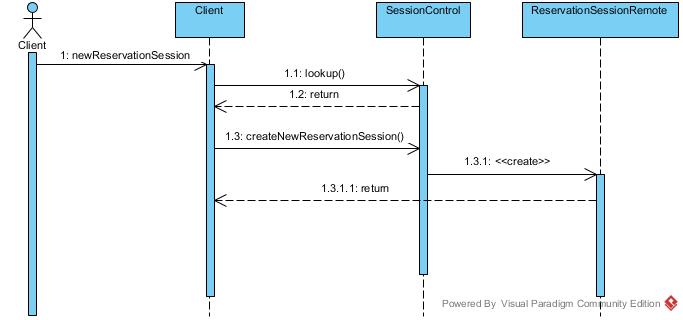 Client
SessionControl
ReservationSessionRemote
Client
1: newReservationSession
1.1: lookup()
1.2: return
1.3: createNewReservationSession()
1.3.1: <<create>>
1.3.1.1: return
Powered By Visual Paradigm Community Edition